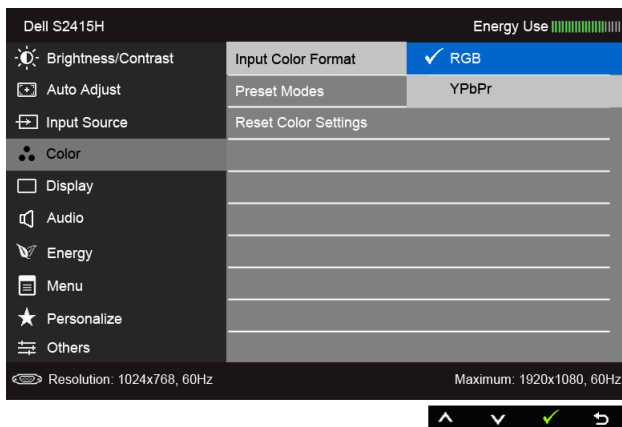 Dell S2415H Energy Use
Brightness/Contrast Input Color Format RGB
Auto Adjust Preset Modes YPbPr
Input Source Reset Color Settings
Color
Display
Audio
Energy
Menu
Personalize
Others
Resolution: 1024x768, 60Hz Maximum: 1920x1080, 60Hz